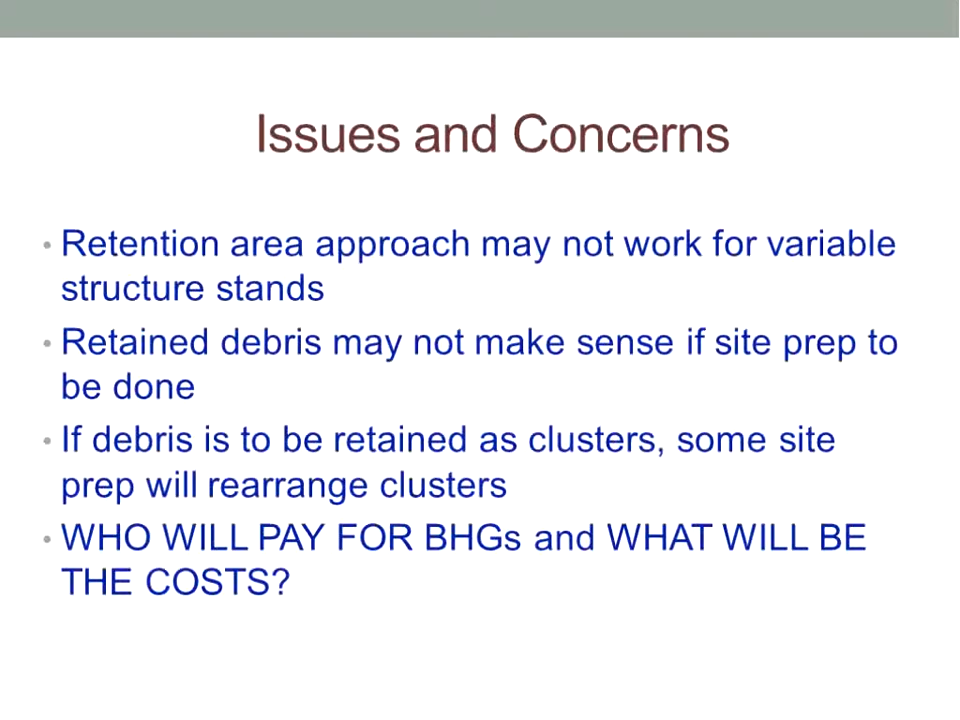 Issues and Concerns
• Retention area approach may not work for variable
structure stands
• Retained debris may not make sense if site prep to
be done
• If debris is to be retained as clusters, some site
prep will rearrange clusters
• WHO WILL PAY FOR BHGs and WHAT WILL BE
THE COSTS?